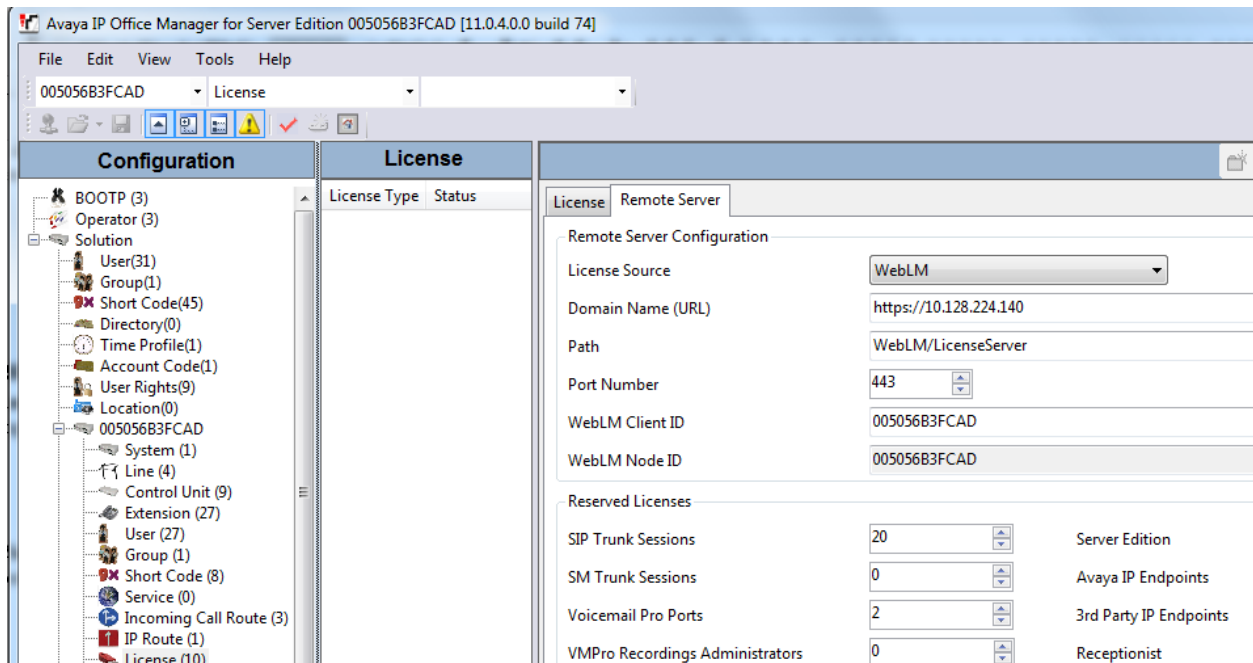 Avaya IP Office Manager for Server Edition 005056B3FCAD [11.0.4.0.0 build 74]
File Edit View Tools Help
005056B3FCAD License
Configuration
BOOTP (3)
Operator (3)
Solution
User(31)
Group(1)
Short Code(45)
Directory(0)
Time Profile(1)
Account Code(1)
User Rights(9)
Location(0)
005056B3FCAD
System (1)
Line (4)
Control Unit (9)
Extension (27)
User (27)
Group (1)
Short Code (8)
Service (0)
Incoming Call Route (3)
IP Route (1)
License (10)
License
License Type Status
License Remote Server
Remote Server Configuration
License Source WebLM
Domain Name (URL) https://10.128.224.140
Path WebLM/LicenseServer
Port Number 443
WebLM Client ID 005056B3FCAD
WebLM Node ID 005056B3FCAD
Reserved Licenses
SIP Trunk Sessions 20 Server Edition
SM Trunk Sessions 0 Avaya IP Endpoints
Voicemail Pro Ports 2 3rd Party IP Endpoints
VMPro Recordings Administrators 0 Receptionist